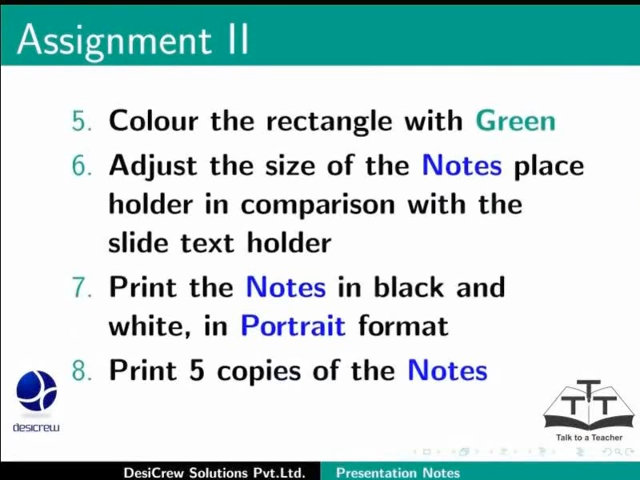 Assignment II
5. Colour the rectangle with Green
6. Adjust the size of the Notes place
holder in comparison with the
slide text holder
7. Print the Notes in black and
white, in Portrait format
8. Print 5 copies of the Notes
desicrew
TTT
Talk to a Teacher
DesiCrew Solutions Pvt.Ltd. Presentation Notes